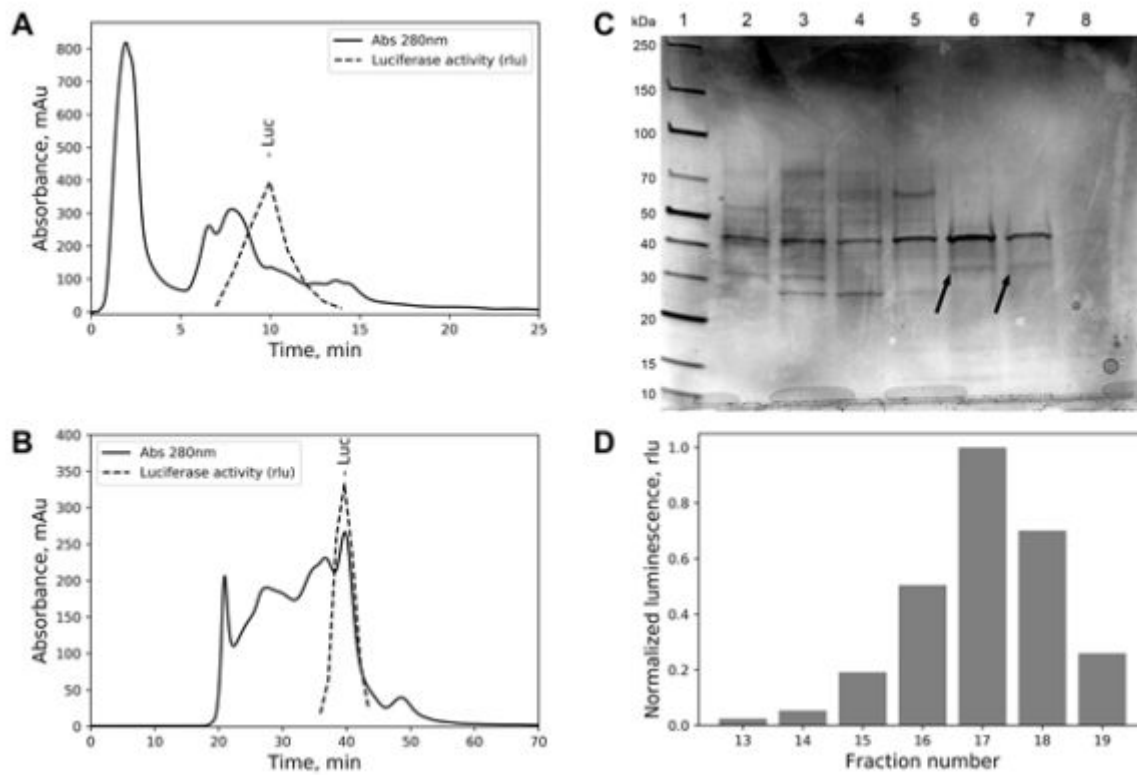 A
Abs 280nm
Luciferase activity (rlu)
Luc
Absorbance, mAu
800
700
600
500
400
300
200
100
0
0 5 10 15 20 25
Time, min
B
Abs 280nm
Luciferase activity (rlu)
Luc
Absorbance, mAu
400
350
300
250
200
150
100
50
0
0 10 20 30 40 50 60 70
Time, min
C
kDa 1 2 3 4 5 6 7 8
250
150
100
70
50
40
30
20
15
10
D
Normalized luminescence, rlu
1.0
0.8
0.6
0.4
0.2
0.0
13 14 15 16 17 18 19
Fraction number